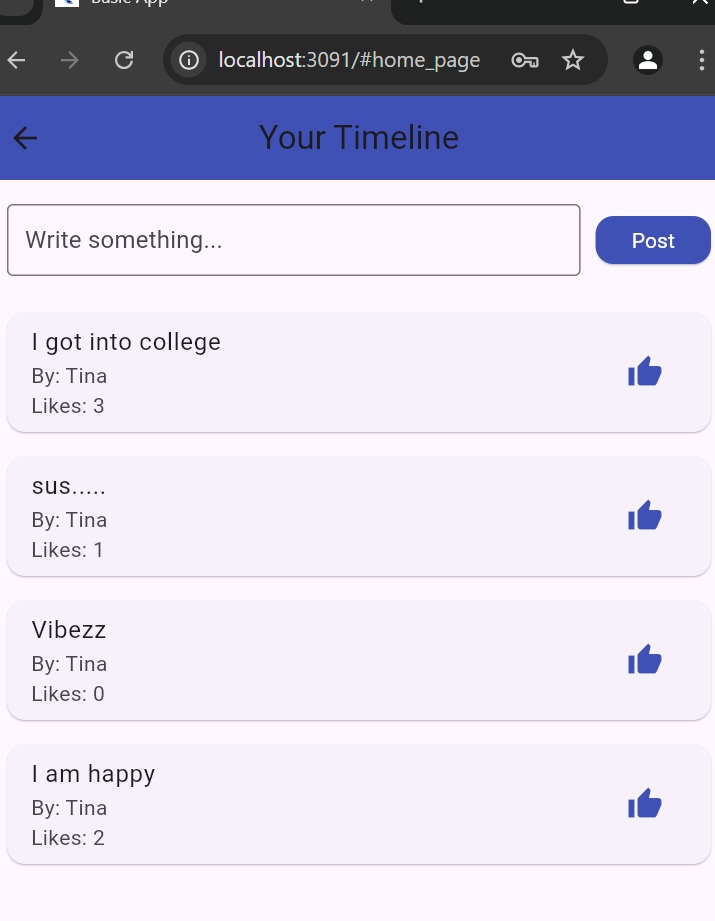 Basic App
localhost:3091/#home_page
Your Timeline
Write something...
Post
I got into college
By: Tina
Likes: 3
sus.....
By: Tina
Likes: 1
Vibezz
By: Tina
Likes: 0
I am happy
By: Tina
Likes: 2